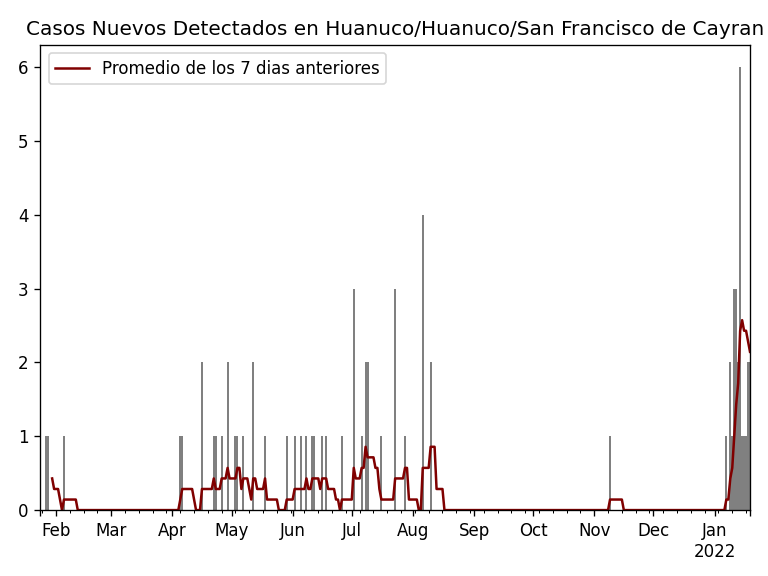 Casos Nuevos Detectados en Huanuco/Huanuco/San Francisco de Cayran
Promedio de los 7 dias anteriores
6
5
4
3
2
1
0
Feb Mar Apr May Jun Jul Aug Sep Oct Nov Dec Jan
2022